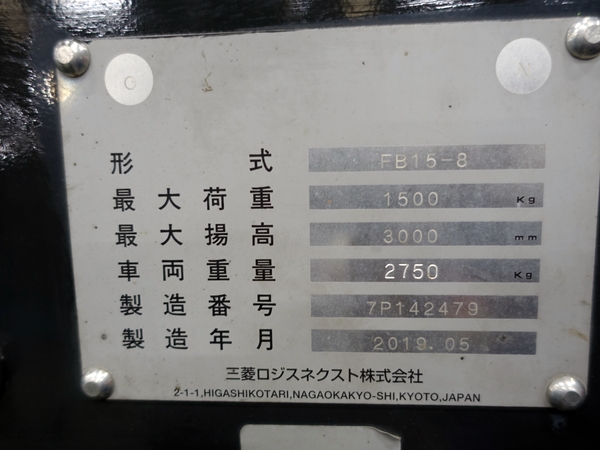 形式 FB15-8
最大荷重 1500 Kg
最大揚高 3000 mm
車両重量 2750 Kg
製造番号 7P142479
製造年月 2019.05
三菱ロジスネクスト株式会社
2-1-1,HIGASHIKOTARI,NAGAOKAKYO-SHI,KYOTO,JAPAN